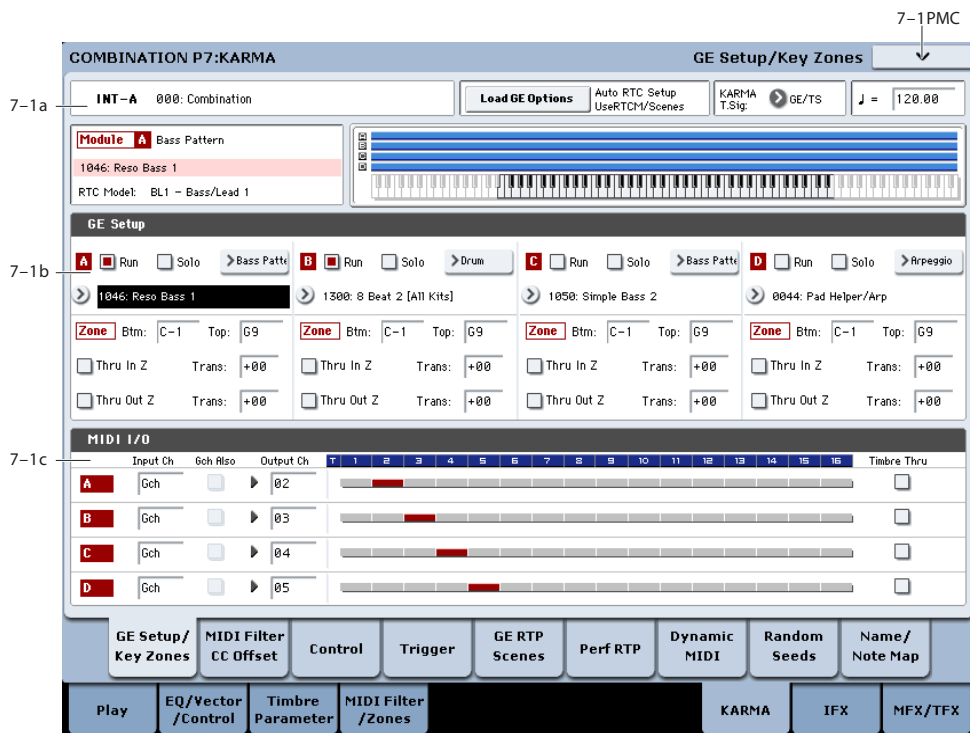 7-1PMC
COMBINATION P7:KARMA GE Setup/Key Zones
7-1a
INT-A 000: Combination Load GE Options Auto RTC Setup UseRTCM/Scenes KARMA T.Sig: GE/TS ♩ = 120.00
Module A Bass Pattern
1046: Reso Bass 1
RTC Model: BL1 - Bass/Lead 1
GE Setup
7-1b
A Run Solo >Bass Patte B Run Solo >Drum C Run Solo >Bass Patte D Run Solo >Arpeggio
1046: Reso Bass 1 1300: 8 Beat 2 [All Kits] 1050: Simple Bass 2 0044: Pad Helper/Arp
Zone Btm: C-1 Top: G9 Zone Btm: C-1 Top: G9 Zone Btm: C-1 Top: G9 Zone Btm: C-1 Top: G9
Thru In Z Trans: +00 Thru In Z Trans: +00 Thru In Z Trans: +00 Thru In Z Trans: +00
Thru Out Z Trans: +00 Thru Out Z Trans: +00 Thru Out Z Trans: +00 Thru Out Z Trans: +00
MIDI I/O
7-1c
Input Ch Gch Also Output Ch T 1 2 3 4 5 6 7 8 9 10 11 12 13 14 15 16 Timbre Thru
A Gch 02
B Gch 03
C Gch 04
D Gch 05
GE Setup/ Key Zones MIDI Filter CC Offset Control Trigger GE RTP Scenes Perf RTP Dynamic MIDI Random Seeds Name/ Note Map
Play EQ/Vector /Control Timbre Parameter MIDI Filter /Zones KARMA IFX MFX/TFX